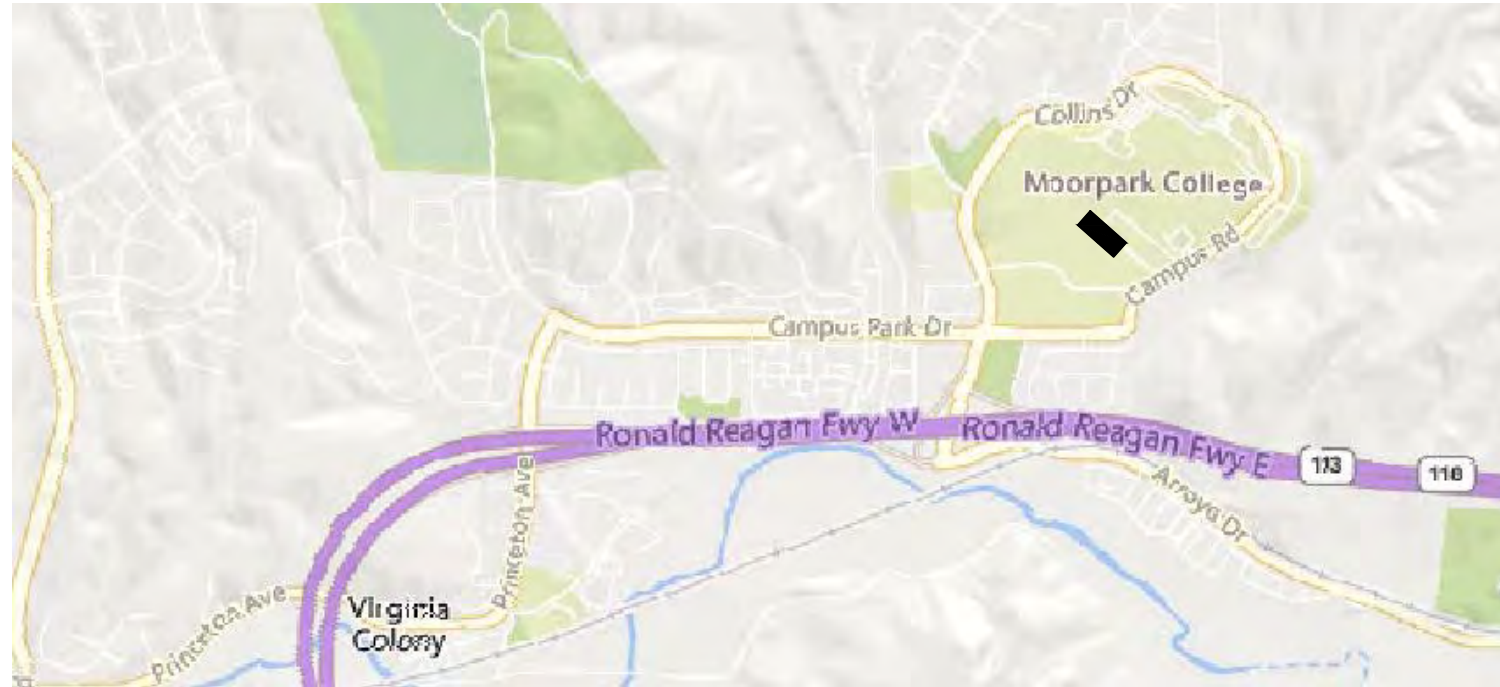 Collins Dr
Moorpark College
Campus Rd
Campus Park Dr
Ronald Reagan Fwy W
Ronald Reagan Fwy E
113
118
Princeton Ave
Arroyo Dr
Princeton Ave
Virginia
Colony